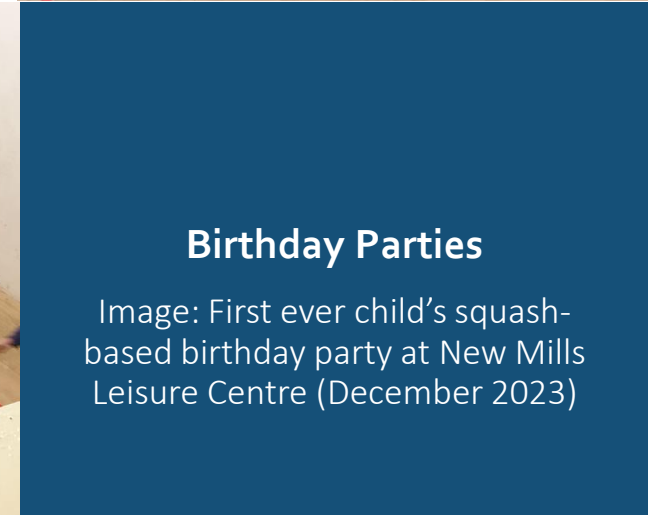 Birthday Parties
Image: First ever child’s squash-
based birthday party at New Mills
Leisure Centre (December 2023)